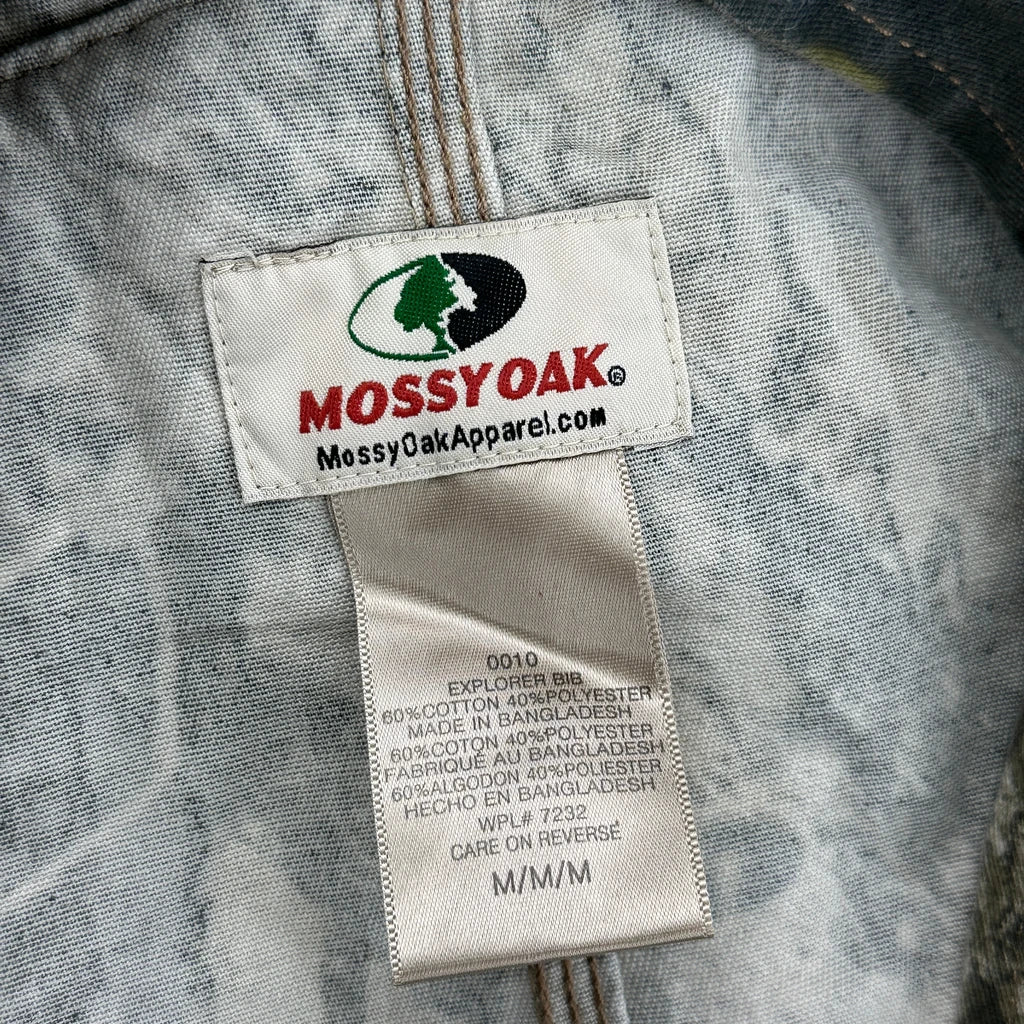 MOSSY OAK®
MossyOakApparel.com
0010
EXPLORER BIB
60%COTTON 40%POLYESTER
MADE IN BANGLADESH
60%COTON 40%POLYESTER
FABRIQUÉ AU BANGLADESH
60%ALGODON 40%POLIESTER
HECHO EN BANGLADESH
WPL# 7232
CARE ON REVERSE
M/M/M